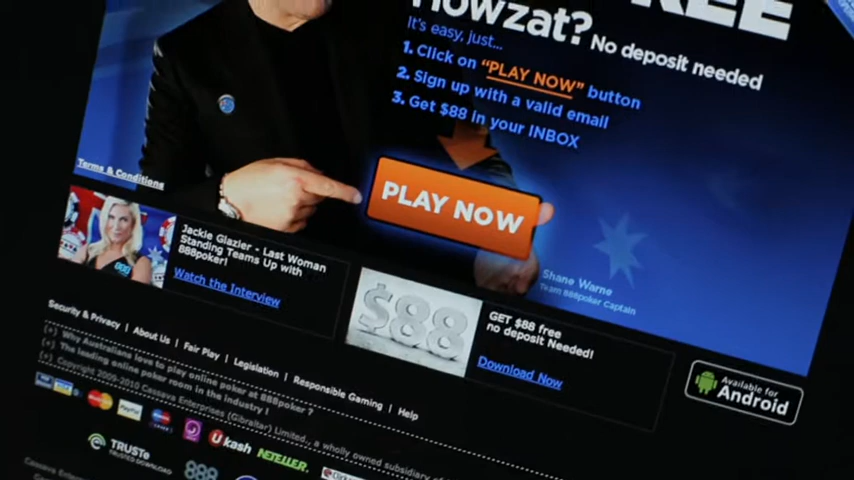 Howzat? No deposit needed
It's easy, just...
1. Click on "PLAY NOW" button
2. Sign up with a valid email
3. Get $88 in your INBOX
PLAY NOW
Terms & Conditions
Shane Warne
Team 888poker Captain
Jackie Glazier - Last Woman
Standing Teams Up with
888poker!
Watch the Interview
$88
GET $88 free
no deposit Needed!
Download Now
Available for
Android
Security & Privacy | About Us | Fair Play | Legislation | Responsible Gaming | Help
(+) Why Australians love to play online poker at 888poker ?
(+) The leading online poker room in the industry !
(+) Copyright 2009-2010 Cassava Enterprises (Gibraltar) Limited., a wholly owned subsidiary of
PayPal
Ukash
NETELLER
TRUSTe
888
Cassava Enter